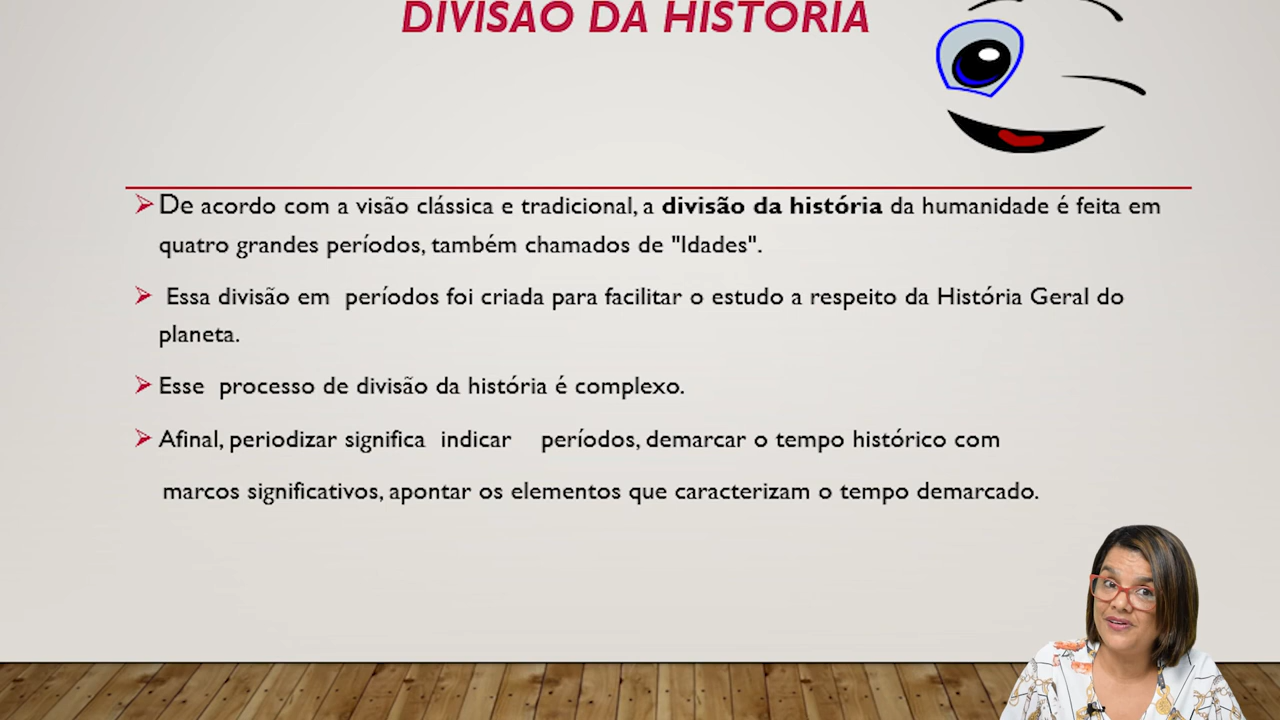 DIVISÃO DA HISTÓRIA
De acordo com a visão clássica e tradicional, a divisão da história da humanidade é feita em
quatro grandes períodos, também chamados de "Idades".
Essa divisão em períodos foi criada para facilitar o estudo a respeito da História Geral do
planeta.
Esse processo de divisão da história é complexo.
Afinal, periodizar significa indicar períodos, demarcar o tempo histórico com
marcos significativos, apontar os elementos que caracterizam o tempo demarcado.